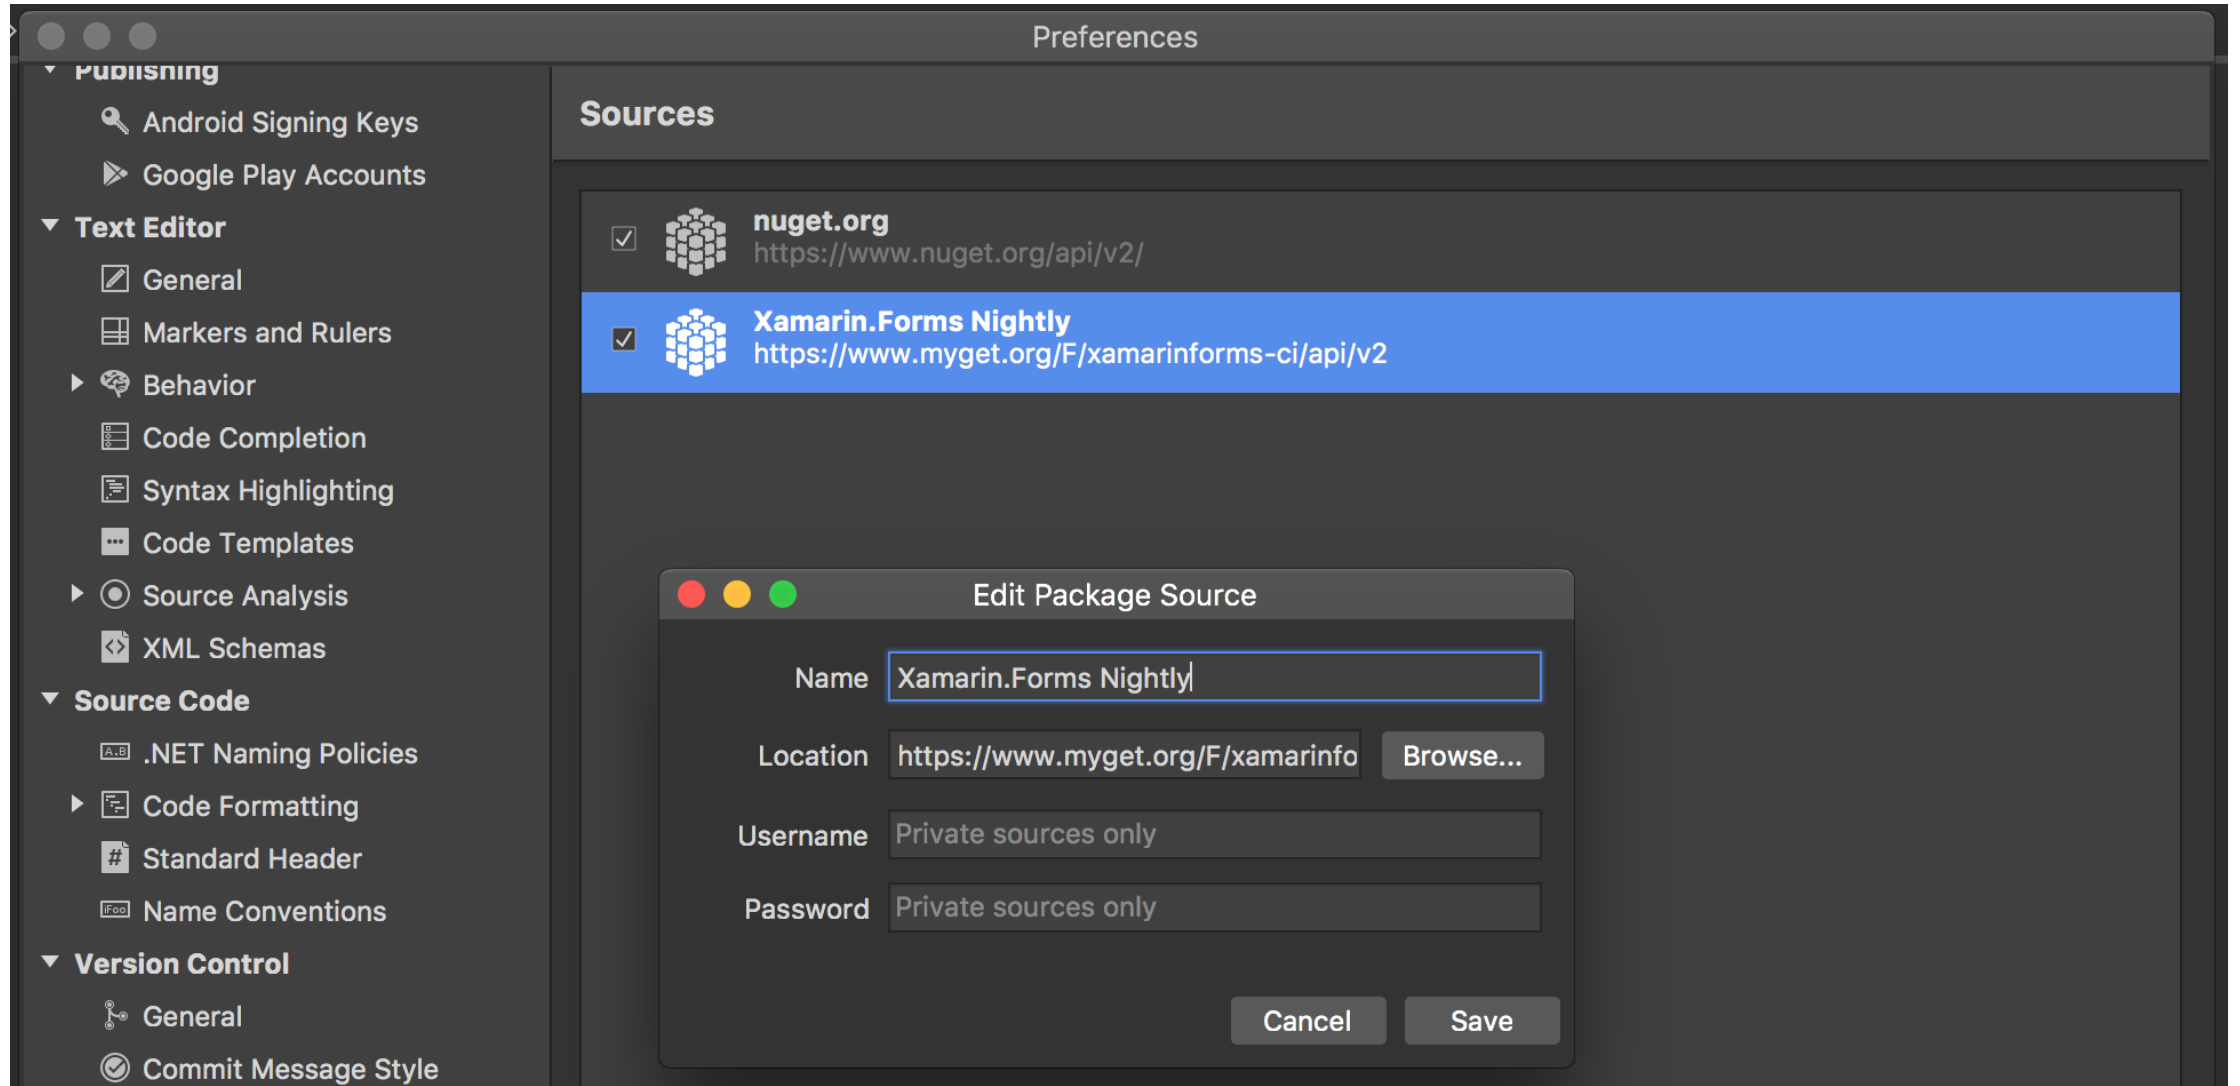 Preferences
Publishing
Android Signing Keys
Google Play Accounts
Text Editor
General
Markers and Rulers
Behavior
Code Completion
Syntax Highlighting
Code Templates
Source Analysis
XML Schemas
Source Code
A.B .NET Naming Policies
Code Formatting
# Standard Header
iFoo Name Conventions
Version Control
General
Commit Message Style
Sources
nuget.org
https://www.nuget.org/api/v2/
Xamarin.Forms Nightly
https://www.myget.org/F/xamarinforms-ci/api/v2
Edit Package Source
Name Xamarin.Forms Nightly
Location https://www.myget.org/F/xamarinfo Browse...
Username Private sources only
Password Private sources only
Cancel Save